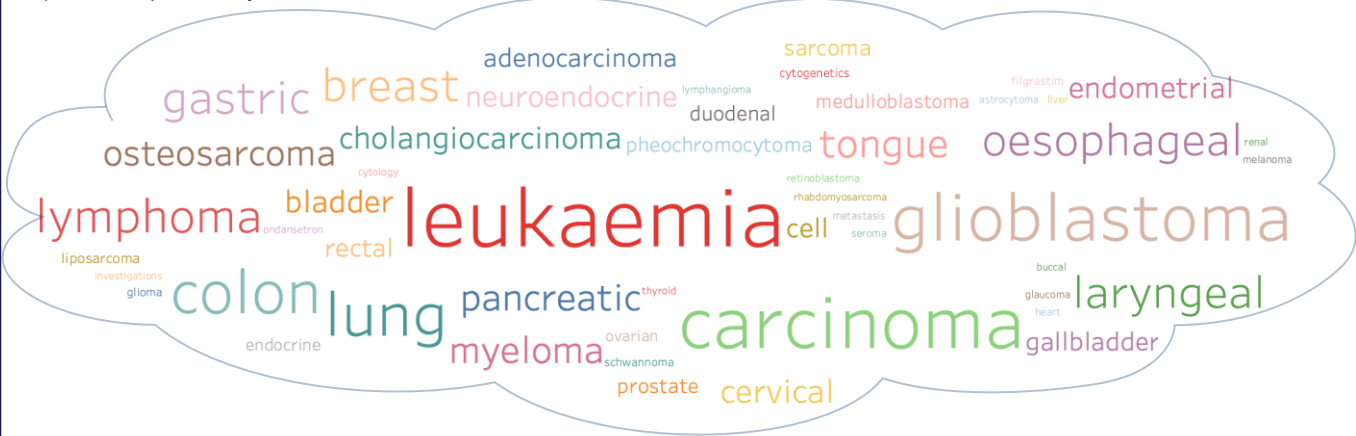 sarcoma
adenocarcinoma
cytogenetics
gastric breast neuroendocrine lymphangioma medulloblastoma filgrastim astrocytoma liver endometrial
duodenal
osteosarcoma cholangiocarcinoma pheochromocytoma tongue oesophageal renal
melanoma
cytology
retinoblastoma
lymphoma bladder leukaemia rhabdomyosarcoma glioblastoma
ondansetron cell metastasis
seroma
rectal
liposarcoma
investigations
glioma
colon lung pancreatic thyroid
buccal
glaucoma laryngeal
heart
carcinoma
endocrine myeloma ovarian gallbladder
schwannoma
prostate cervical